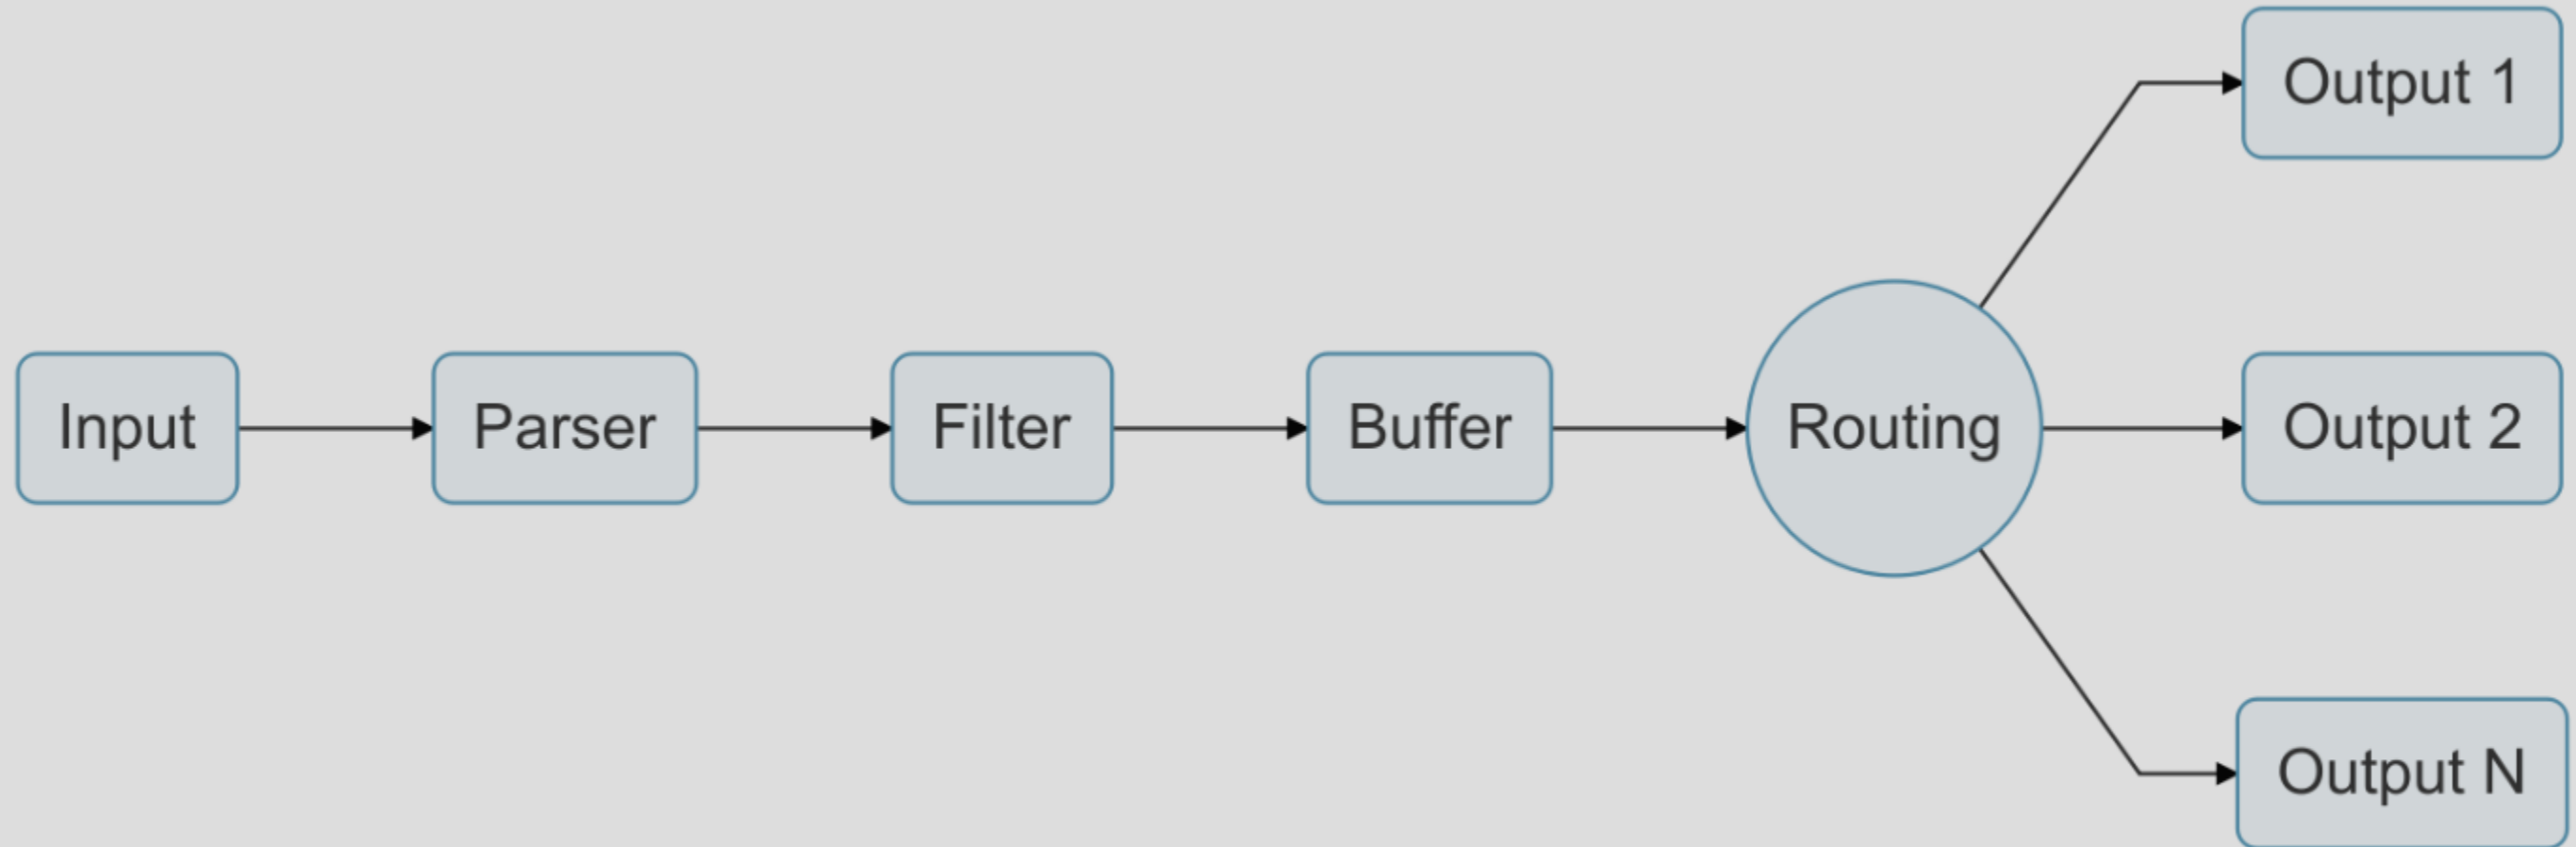 Input
Parser
Filter
Buffer
Routing
Output 1
Output 2
Output N